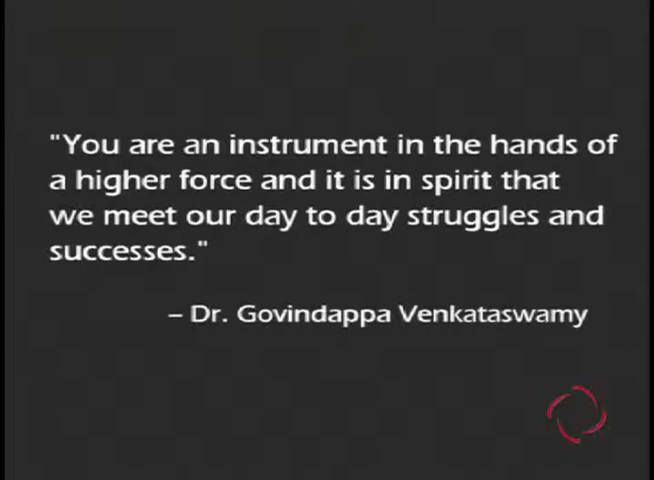 "You are an instrument in the hands of
a higher force and it is in spirit that
we meet our day to day struggles and
successes."
– Dr. Govindappa Venkataswamy